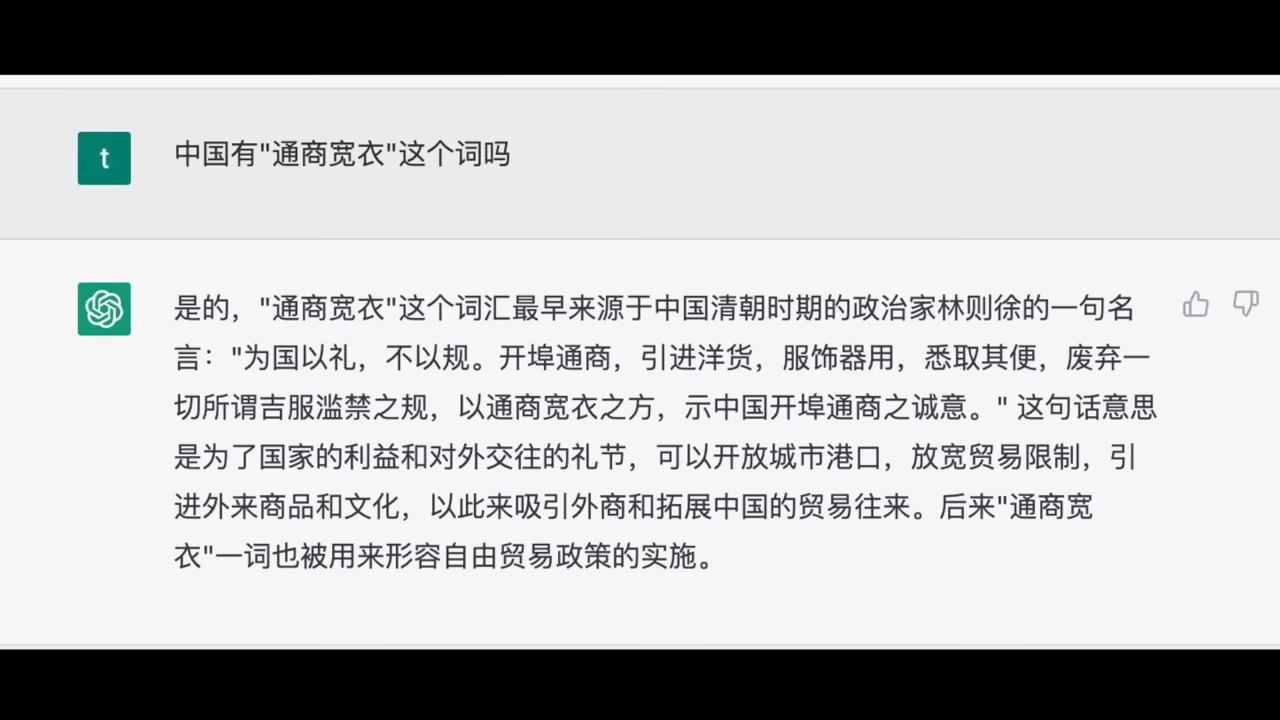 t
中国有"通商宽衣"这个词吗
是的，"通商宽衣"这个词汇最早来源于中国清朝时期的政治家林则徐的一句名
言："为国以礼，不以规。开埠通商，引进洋货，服饰器用，悉取其便，废弃一
切所谓吉服滥禁之规，以通商宽衣之方，示中国开埠通商之诚意。" 这句话意思
是为了国家的利益和对外交往的礼节，可以开放城市港口，放宽贸易限制，引
进外来商品和文化，以此来吸引外商和拓展中国的贸易往来。后来"通商宽
衣"一词也被用来形容自由贸易政策的实施。